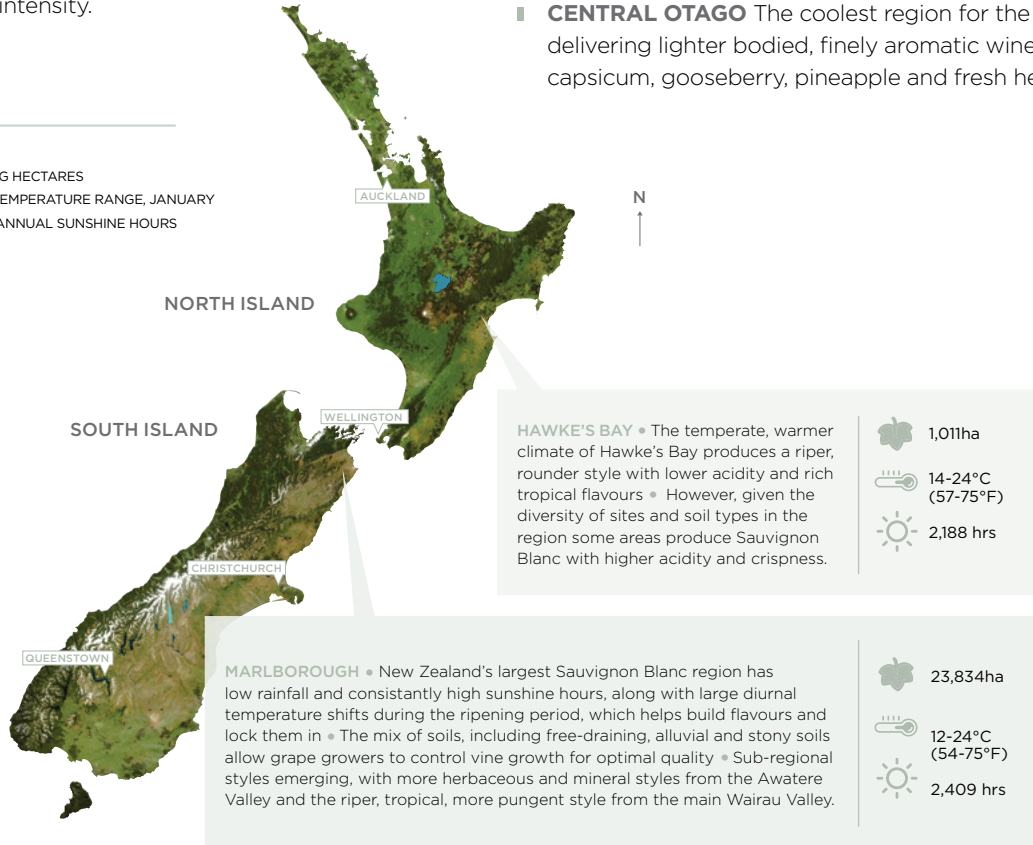 intensity.
CENTRAL OTAGO The coolest region for the
delivering lighter bodied, finely aromatic wine
capsicum, gooseberry, pineapple and fresh he
G HECTARES
EMPERATURE RANGE, JANUARY
ANNUAL SUNSHINE HOURS
AUCKLAND
N
NORTH ISLAND
SOUTH ISLAND
WELLINGTON
CHRISTCHURCH
QUEENSTOWN
HAWKE'S BAY • The temperate, warmer
climate of Hawke's Bay produces a riper,
rounder style with lower acidity and rich
tropical flavours • However, given the
diversity of sites and soil types in the
region some areas produce Sauvignon
Blanc with higher acidity and crispness.
1,011ha
14-24°C
(57-75°F)
2,188 hrs
MARLBOROUGH • New Zealand's largest Sauvignon Blanc region has
low rainfall and consistantly high sunshine hours, along with large diurnal
temperature shifts during the ripening period, which helps build flavours and
lock them in • The mix of soils, including free-draining, alluvial and stony soils
allow grape growers to control vine growth for optimal quality • Sub-regional
styles emerging, with more herbaceous and mineral styles from the Awatere
Valley and the riper, tropical, more pungent style from the main Wairau Valley.
23,834ha
12-24°C
(54-75°F)
2,409 hrs